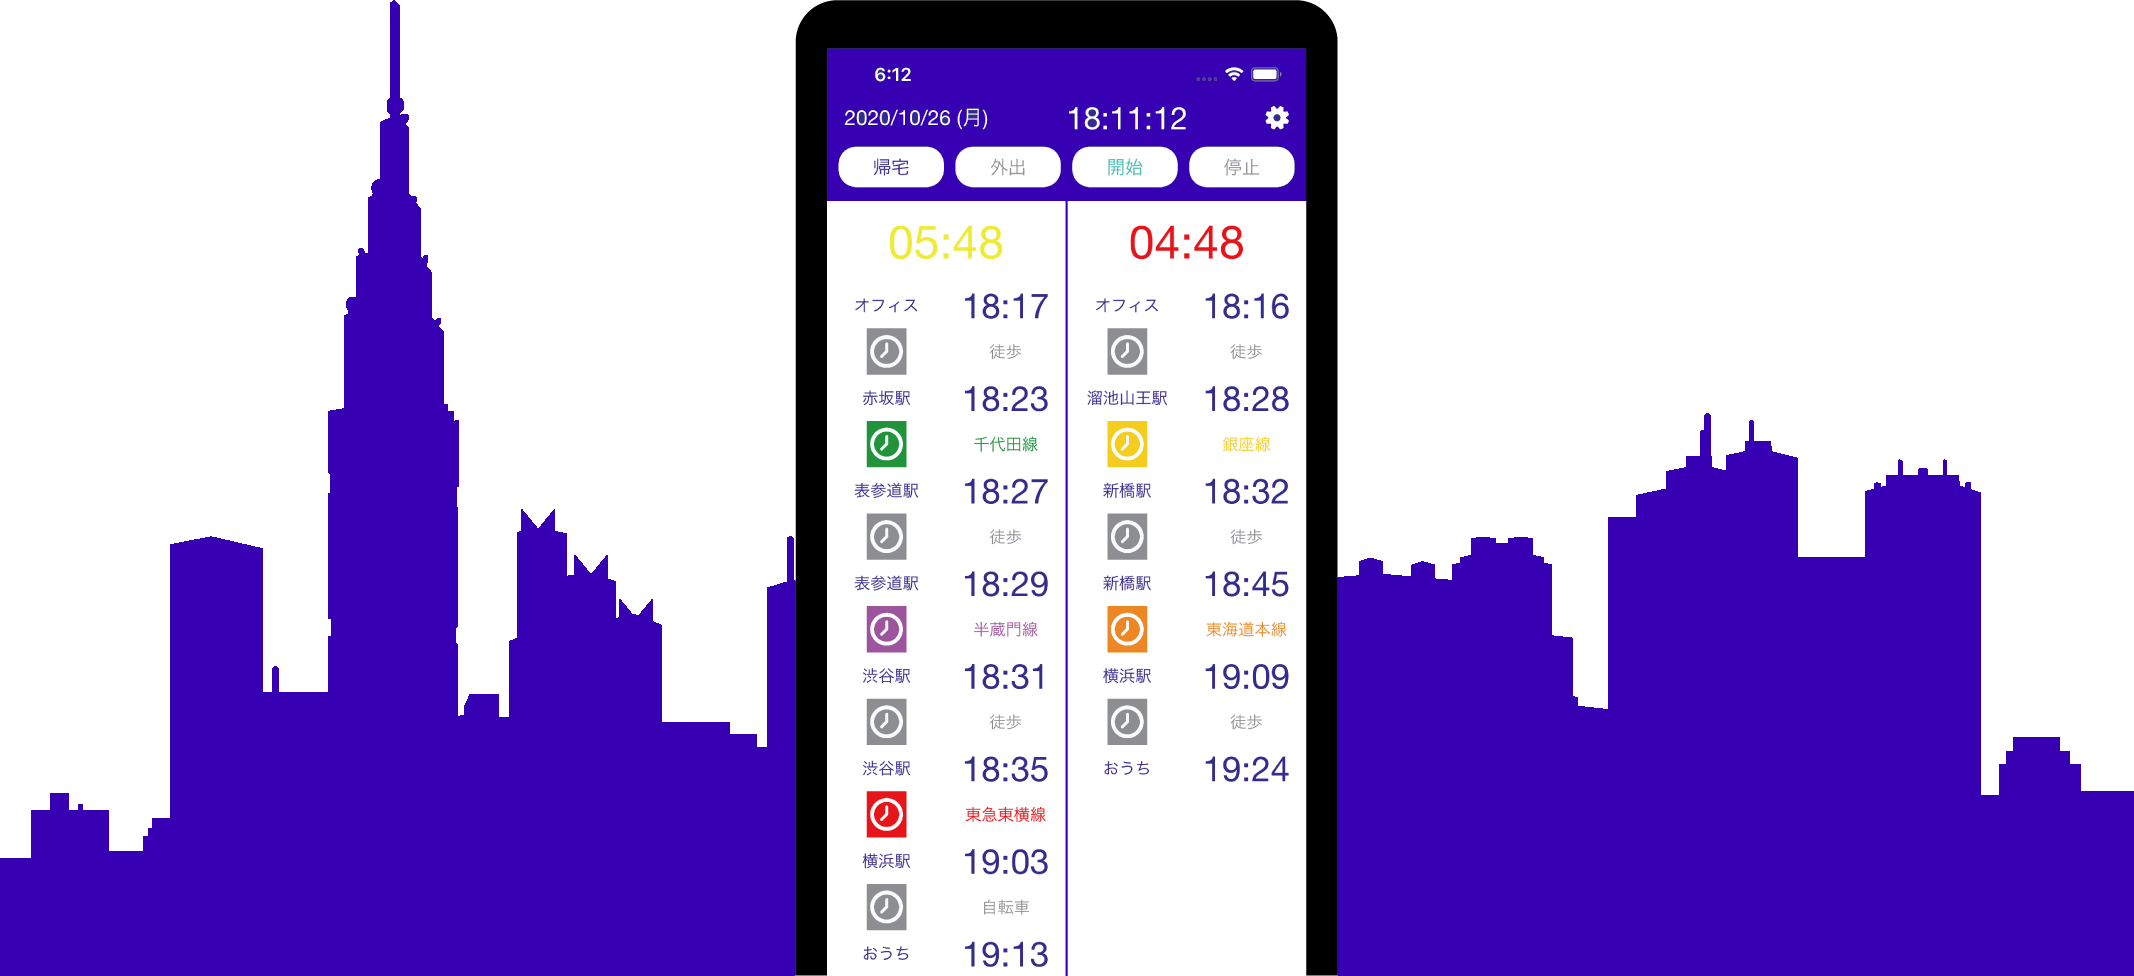 6:12
2020/10/26 (月) 18:11:12
帰宅 外出 開始 停止
05:48
オフィス 18:17
徒歩
赤坂駅 18:23
千代田線
表参道駅 18:27
徒歩
表参道駅 18:29
半蔵門線
渋谷駅 18:31
徒歩
渋谷駅 18:35
東急東横線
横浜駅 19:03
自転車
おうち 19:13
04:48
オフィス 18:16
徒歩
溜池山王駅 18:28
銀座線
新橋駅 18:32
徒歩
新橋駅 18:45
東海道本線
横浜駅 19:09
徒歩
おうち 19:24